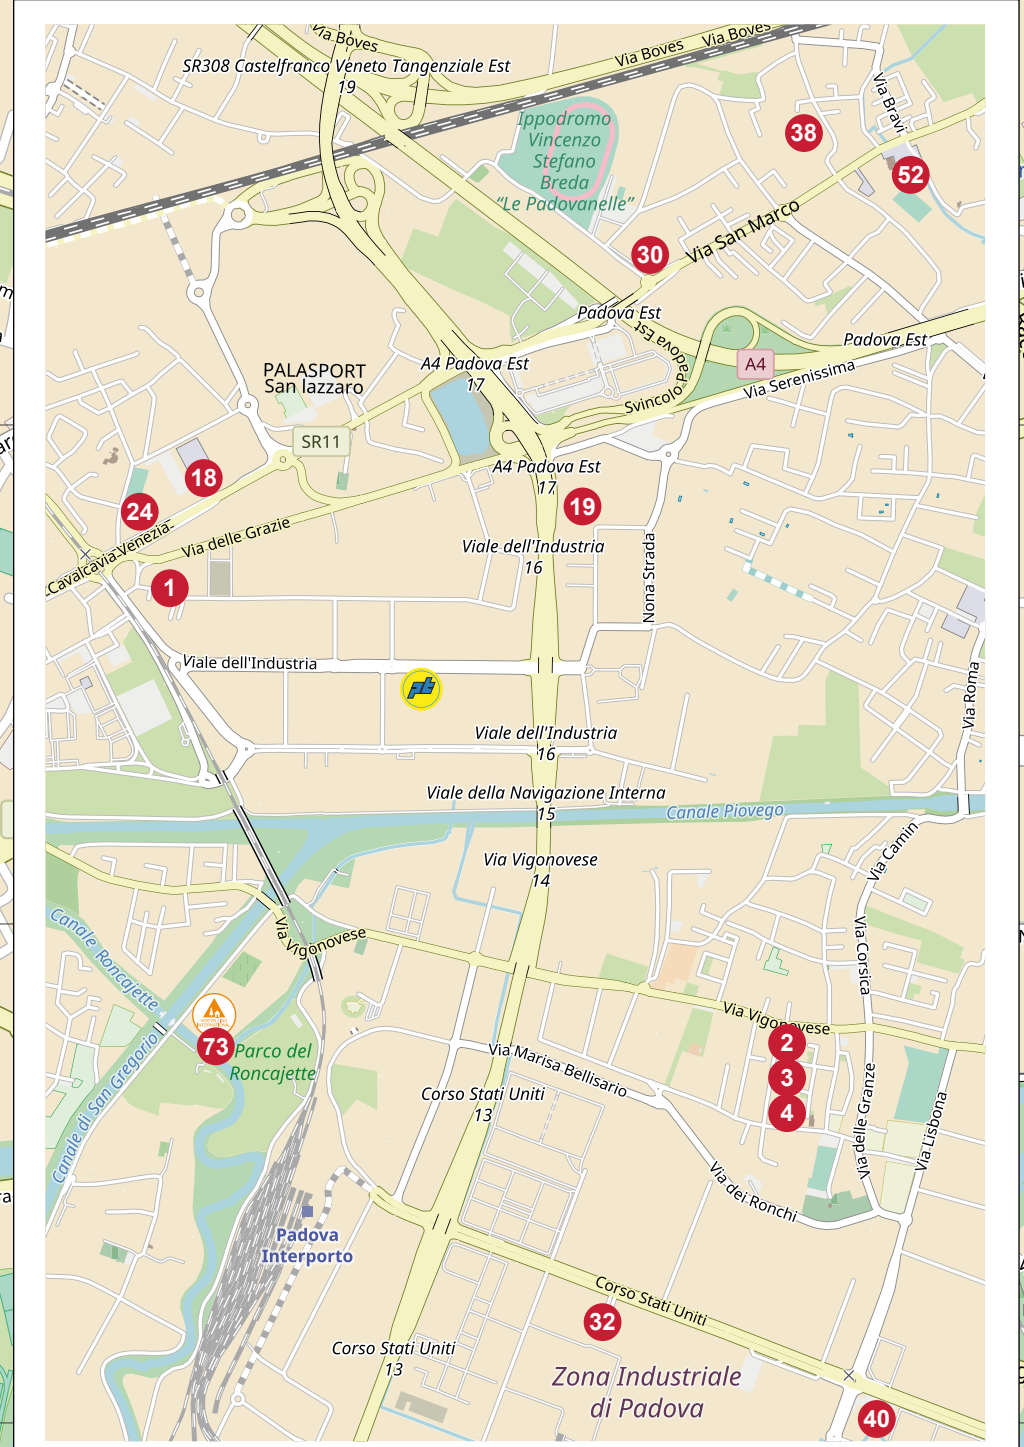 Via Boves
Via Boves
Via Boves
SR308 Castelfranco Veneto Tangenziale Est
19
Via Bravi
Ippodromo
Vincenzo
Stefano
Breda
“Le Padovanelle”
38
52
Via San Marco
30
Padova Est
Padova Est
Svincolo Padova Est
A4
Via Serenissima
A4 Padova Est
17
PALASPORT
San lazzaro
SR11
A4 Padova Est
17
18
19
24
Cavalcavia Venezia
Via delle Grazie
Viale dell'Industria
16
Nona Strada
1
Viale dell'Industria
pt
Via Roma
Viale dell'Industria
16
Viale della Navigazione Interna
15
Canale Piovego
Via Camin
Via Vigonovese
14
Canale Roncajette
Via Vigonovese
Via Corsica
Via Vigonovese
2
3
4
73
Parco del
Roncajette
Canale di San Gregorio
Via Marisa Bellisario
Corso Stati Uniti
13
Via delle Granze
Via Lisbona
Via dei Ronchi
Padova
Interporto
Corso Stati Uniti
32
Corso Stati Uniti
13
Zona Industriale
di Padova
40